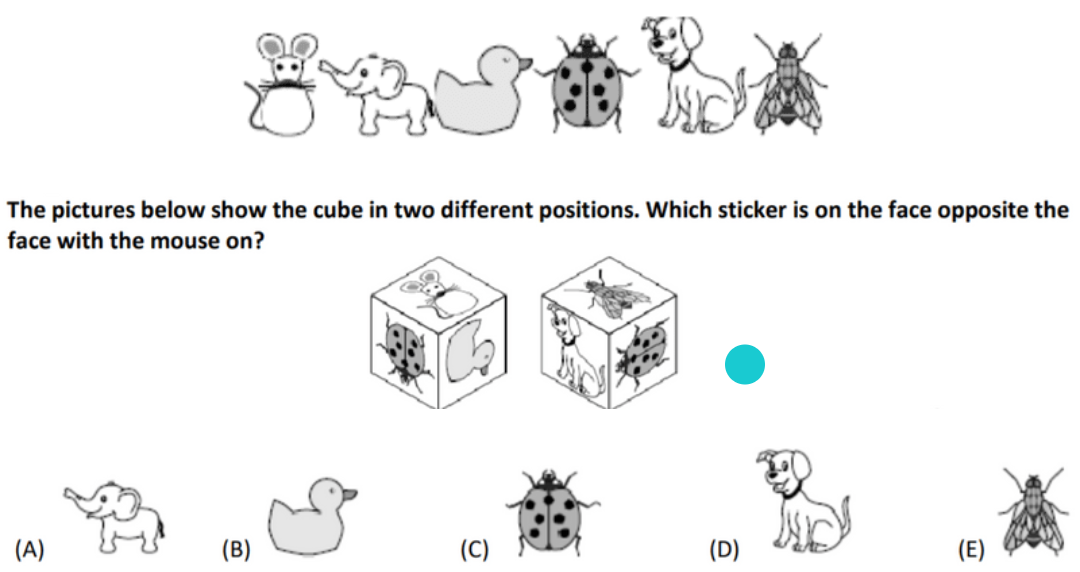 The pictures below show the cube in two different positions. Which sticker is on the face opposite the
face with the mouse on?
(A) (B) (C) (D) (E)